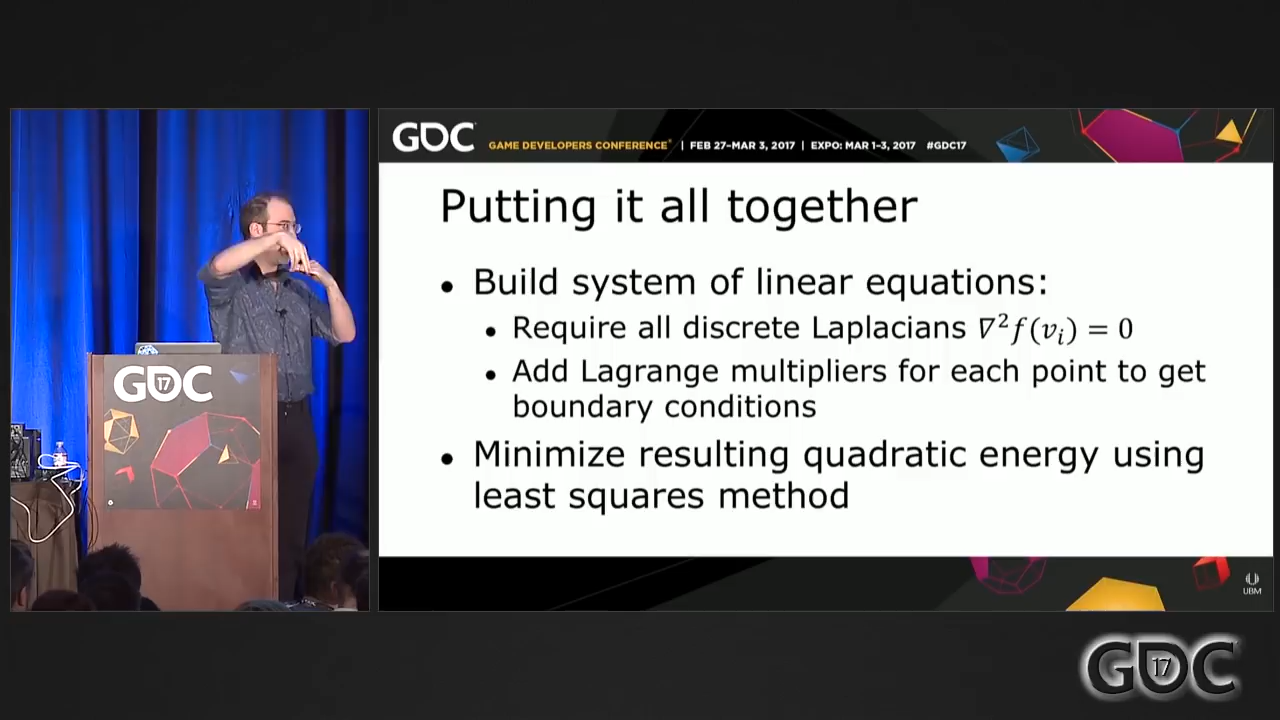 GDC
GAME DEVELOPERS CONFERENCE® | FEB 27–MAR 3, 2017 | EXPO: MAR 1–3, 2017 #GDC17
Putting it all together
• Build system of linear equations:
• Require all discrete Laplacians ∇²f(vᵢ) = 0
• Add Lagrange multipliers for each point to get
boundary conditions
• Minimize resulting quadratic energy using
least squares method
GDC
17
UBM
GDC
17